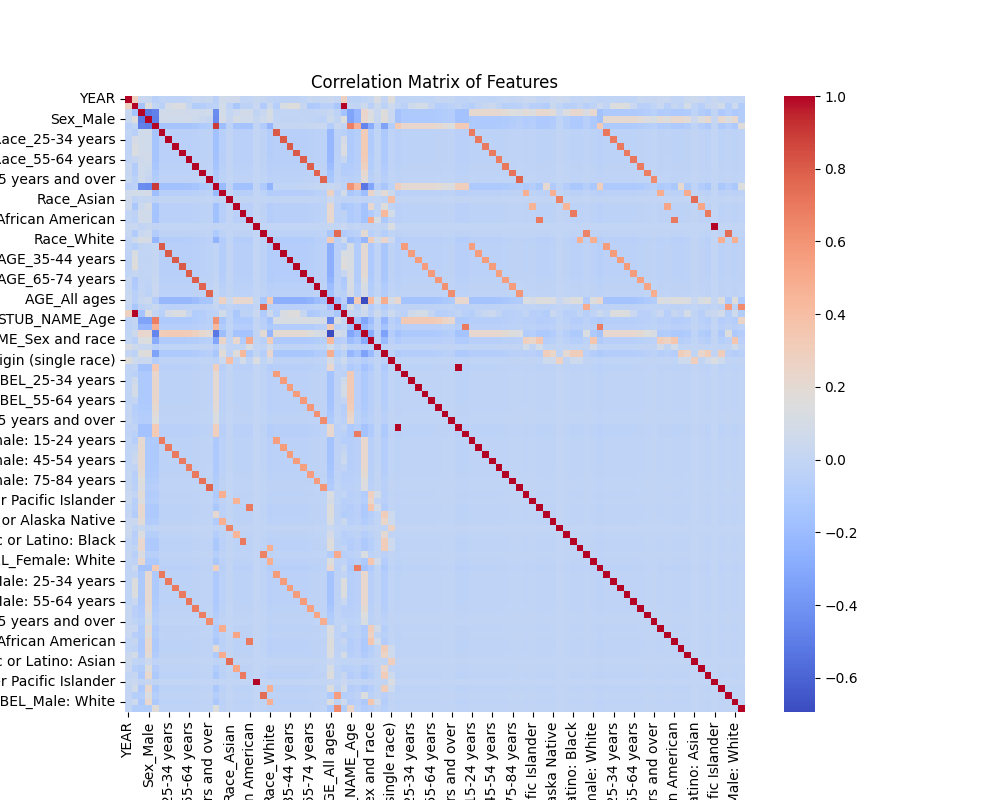 Correlation Matrix of Features
YEAR
Sex_Male
ace_25-34 years
ace_55-64 years
5 years and over
Race_Asian
African American
Race_White
AGE_35-44 years
AGE_65-74 years
AGE_All ages
STUB_NAME_Age
ME_Sex and race
igin (single race)
BEL_25-34 years
BEL_55-64 years
5 years and over
male: 15-24 years
male: 45-54 years
male: 75-84 years
r Pacific Islander
or Alaska Native
c or Latino: Black
L_Female: White
Male: 25-34 years
Male: 55-64 years
5 years and over
African American
c or Latino: Asian
er Pacific Islander
BEL_Male: White
YEAR
Sex_Male
25-34 years
55-64 years
rs and over
Race_Asian
n American
Race_White
35-44 years
65-74 years
GE_All ages
_NAME_Age
ex and race
single race)
25-34 years
55-64 years
rs and over
15-24 years
45-54 years
75-84 years
fic Islander
ska Native
atino: Black
male: White
25-34 years
55-64 years
rs and over
n American
atino: Asian
fic Islander
Male: White
1.0
0.8
0.6
0.4
0.2
0.0
−0.2
−0.4
−0.6